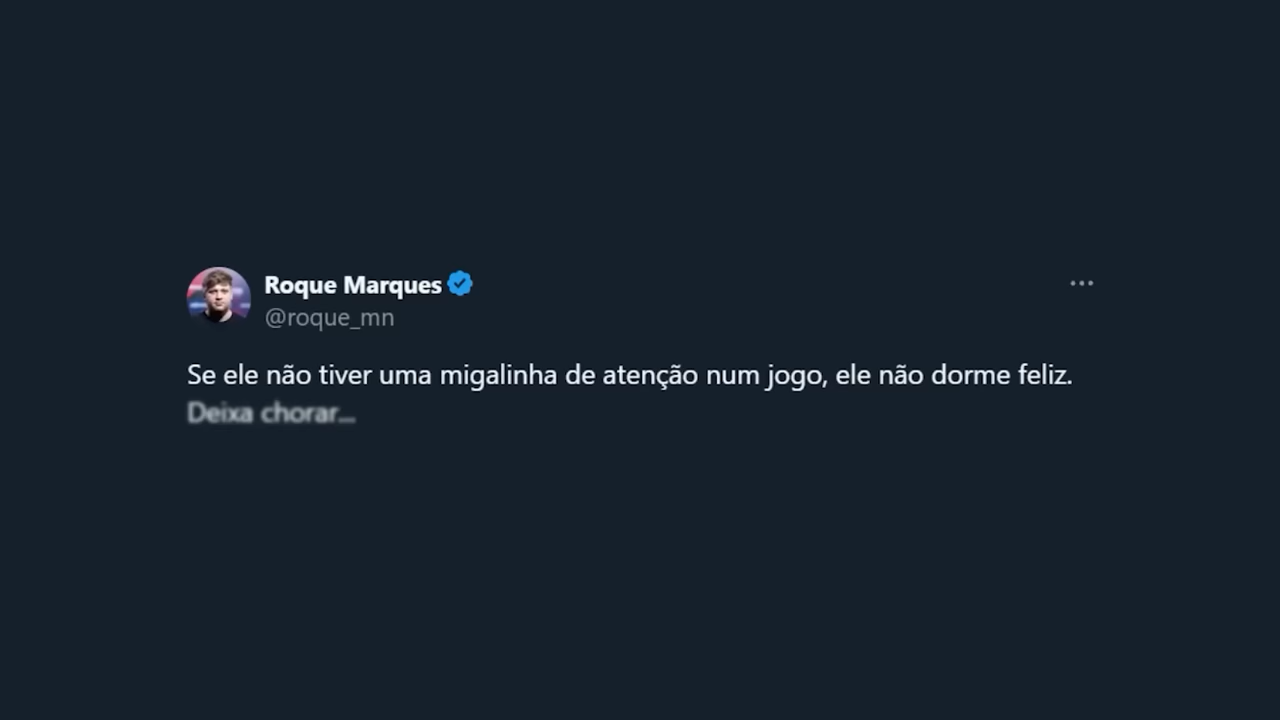 Roque Marques
@roque_mn
Se ele não tiver uma migalinha de atenção num jogo, ele não dorme feliz.
Deixa chorar...